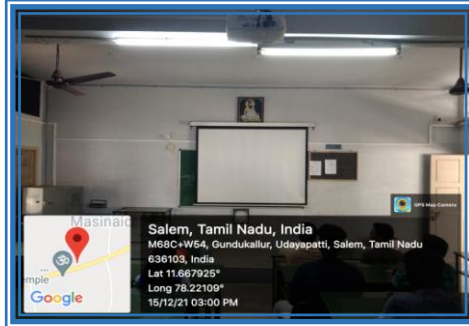 GPS Map Camera
Masinaic
emple
Google
Salem, Tamil Nadu, India
M68C+W54, Gundukallur, Udayapatti, Salem, Tamil Nadu
636103, India
Lat 11.667925°
Long 78.22109°
15/12/21 03:00 PM